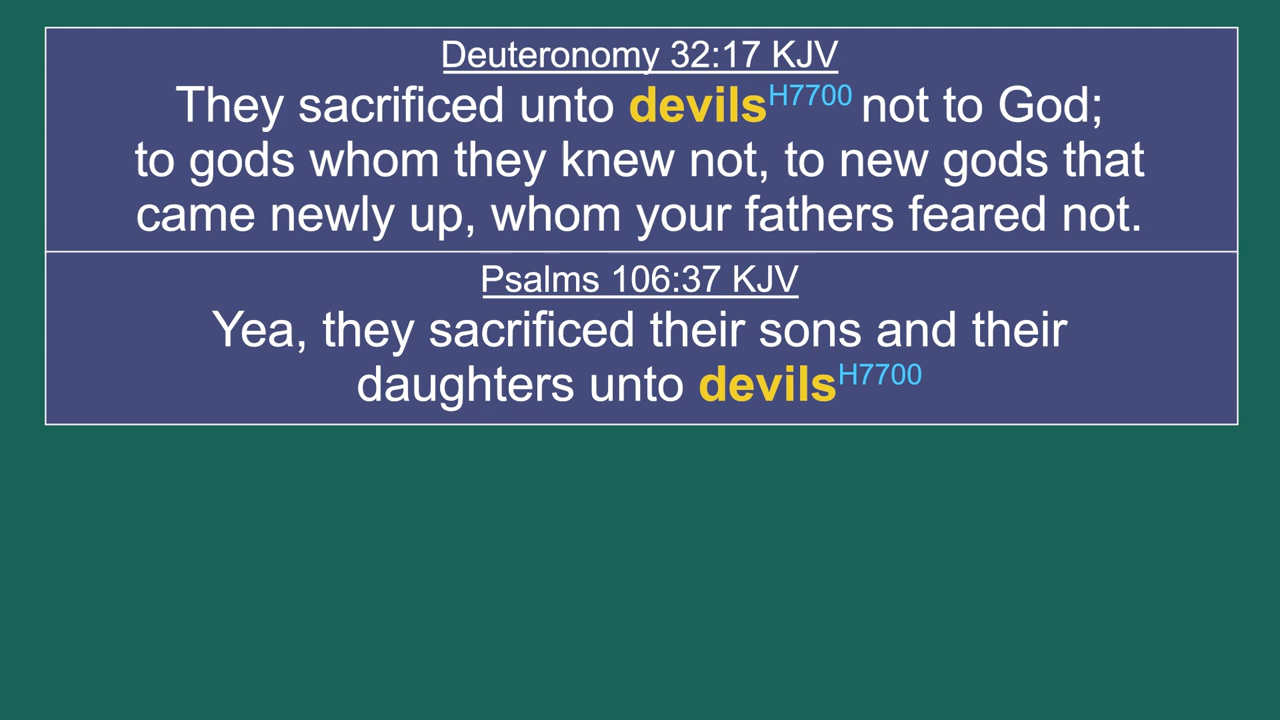 Deuteronomy 32:17 KJV
They sacrificed unto devilsH7700 not to God;
to gods whom they knew not, to new gods that
came newly up, whom your fathers feared not.
Psalms 106:37 KJV
Yea, they sacrificed their sons and their
daughters unto devilsH7700